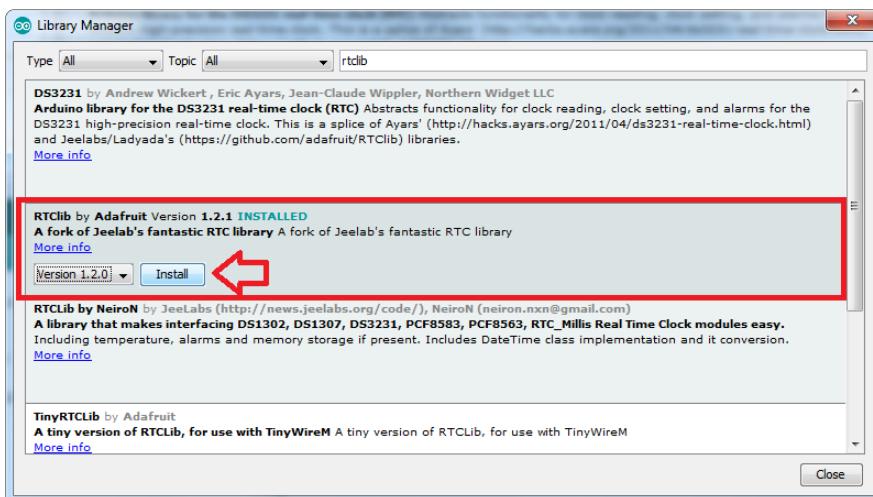 Library Manager
Type All Topic All rtclib
DS3231 by Andrew Wickert , Eric Ayars, Jean-Claude Wippler, Northern Widget LLC
Arduino library for the DS3231 real-time clock (RTC) Abstracts functionality for clock reading, clock setting, and alarms for the
DS3231 high-precision real-time clock. This is a splice of Ayars' (http://hacks.ayars.org/2011/04/ds3231-real-time-clock.html)
and Jeelabs/Ladyada's (https://github.com/adafruit/RTClib) libraries.
More info
RTClib by Adafruit Version 1.2.1 INSTALLED
A fork of Jeelab's fantastic RTC library A fork of Jeelab's fantastic RTC library
More info
Version 1.2.0 Install
RTCLib by NeiroN by JeeLabs (http://news.jeelabs.org/code/), NeiroN (neiron.nxn@gmail.com)
A library that makes interfacing DS1302, DS1307, DS3231, PCF8583, PCF8563, RTC_Millis Real Time Clock modules easy.
Including temperature, alarms and memory storage if present. Includes DateTime class implementation and it conversion.
More info
TinyRTCLib by Adafruit
A tiny version of RTCLib, for use with TinyWireM A tiny version of RTCLib, for use with TinyWireM
More info
Close